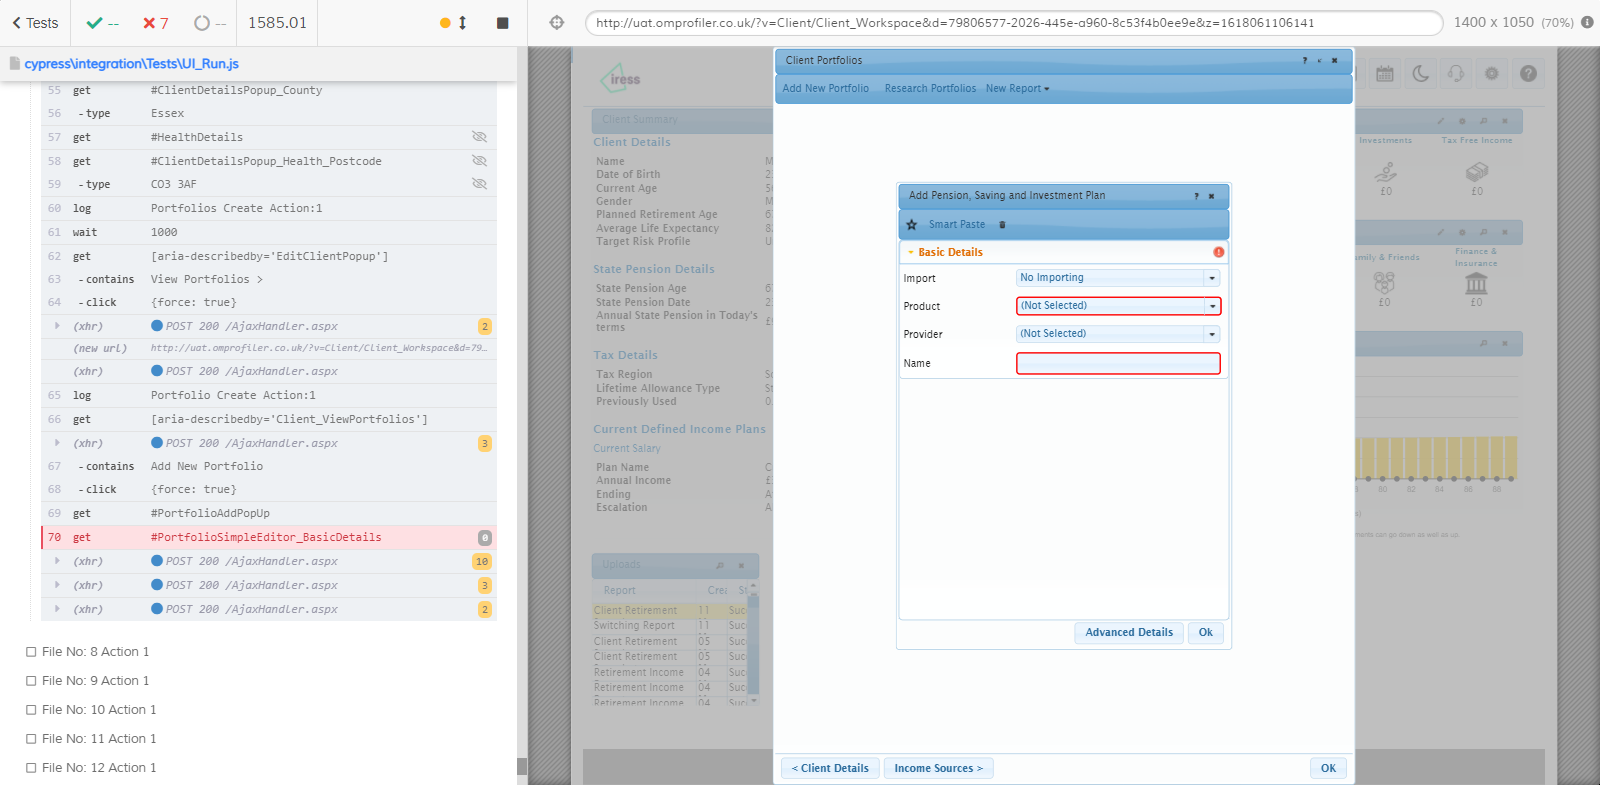 Tests
--
7
--
1585.01
http://uat.omprofiler.co.uk/?v=Client/Client_Workspace&d=79806577-2026-445e-a960-8c53f4b0ee9e&z=1618061106141
1400 x 1050 (70%)
cypress\integration\Tests\UI_Run.js
55 get #ClientDetailsPopup_County
56 -type Essex
57 get #HealthDetails
58 get #ClientDetailsPopup_Health_Postcode
59 -type CO3 3AF
60 log Portfolios Create Action:1
61 wait 1000
62 get [aria-describedby='EditClientPopup']
63 -contains View Portfolios >
64 -click {force: true}
(xhr) POST 200 /AjaxHandler.aspx 2
(new url) http://uat.omprofiler.co.uk/?v=Client/Client_Workspace&d=79...
(xhr) POST 200 /AjaxHandler.aspx
65 log Portfolio Create Action:1
66 get [aria-describedby='Client_ViewPortfolios']
(xhr) POST 200 /AjaxHandler.aspx 3
67 -contains Add New Portfolio
68 -click {force: true}
69 get #PortfolioAddPopUp
70 get #PortfolioSimpleEditor_BasicDetails 0
(xhr) POST 200 /AjaxHandler.aspx 10
(xhr) POST 200 /AjaxHandler.aspx 3
(xhr) POST 200 /AjaxHandler.aspx 2
File No: 8 Action 1
File No: 9 Action 1
File No: 10 Action 1
File No: 11 Action 1
File No: 12 Action 1
iress
Client Summary
Client Details
Name
Date of Birth
Current Age
Gender
Planned Retirement Age
Average Life Expectancy
Target Risk Profile
State Pension Details
State Pension Age
State Pension Date
Annual State Pension in Today's
terms
Tax Details
Tax Region
Lifetime Allowance Type
Previously Used
Current Defined Income Plans
Current Salary
Plan Name
Annual Income
Ending
Escalation
Uploads
Report
Client Retirement 11
Switching Report 11
Client Retirement 05
Client Retirement 05
Retirement Income 04
Retirement Income 04
Retirement Income 04
Client Portfolios
Add New Portfolio Research Portfolios New Report
Add Pension, Saving and Investment Plan
Smart Paste
Basic Details
Import No Importing
Product (Not Selected)
Provider (Not Selected)
Name
Advanced Details Ok
< Client Details Income Sources > OK
Investments Tax Free Income
£0 £0
Family & Friends Finance &
Insurance
£0 £0
80 82 84 86 88